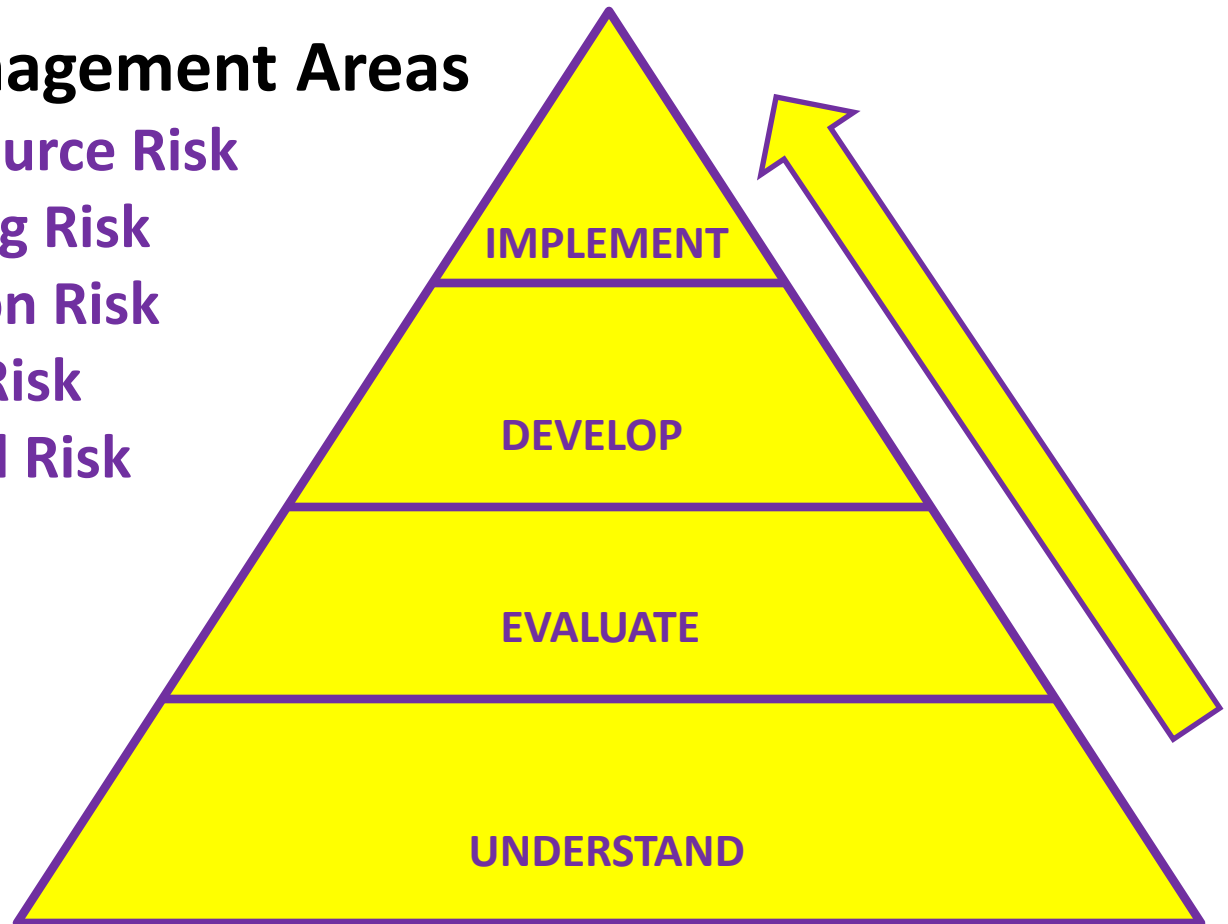 nagement Areas
urce Risk
g Risk
on Risk
Risk
l Risk
IMPLEMENT
DEVELOP
EVALUATE
UNDERSTAND